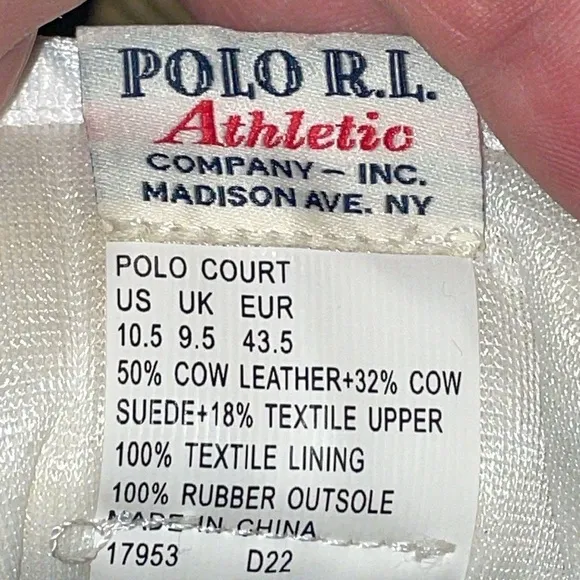 POLO R.L.
Athletic
COMPANY – INC.
MADISON AVE. NY
POLO COURT
US UK EUR
10.5 9.5 43.5
50% COW LEATHER+32% COW
SUEDE+18% TEXTILE UPPER
100% TEXTILE LINING
100% RUBBER OUTSOLE
MADE IN CHINA
17953 D22